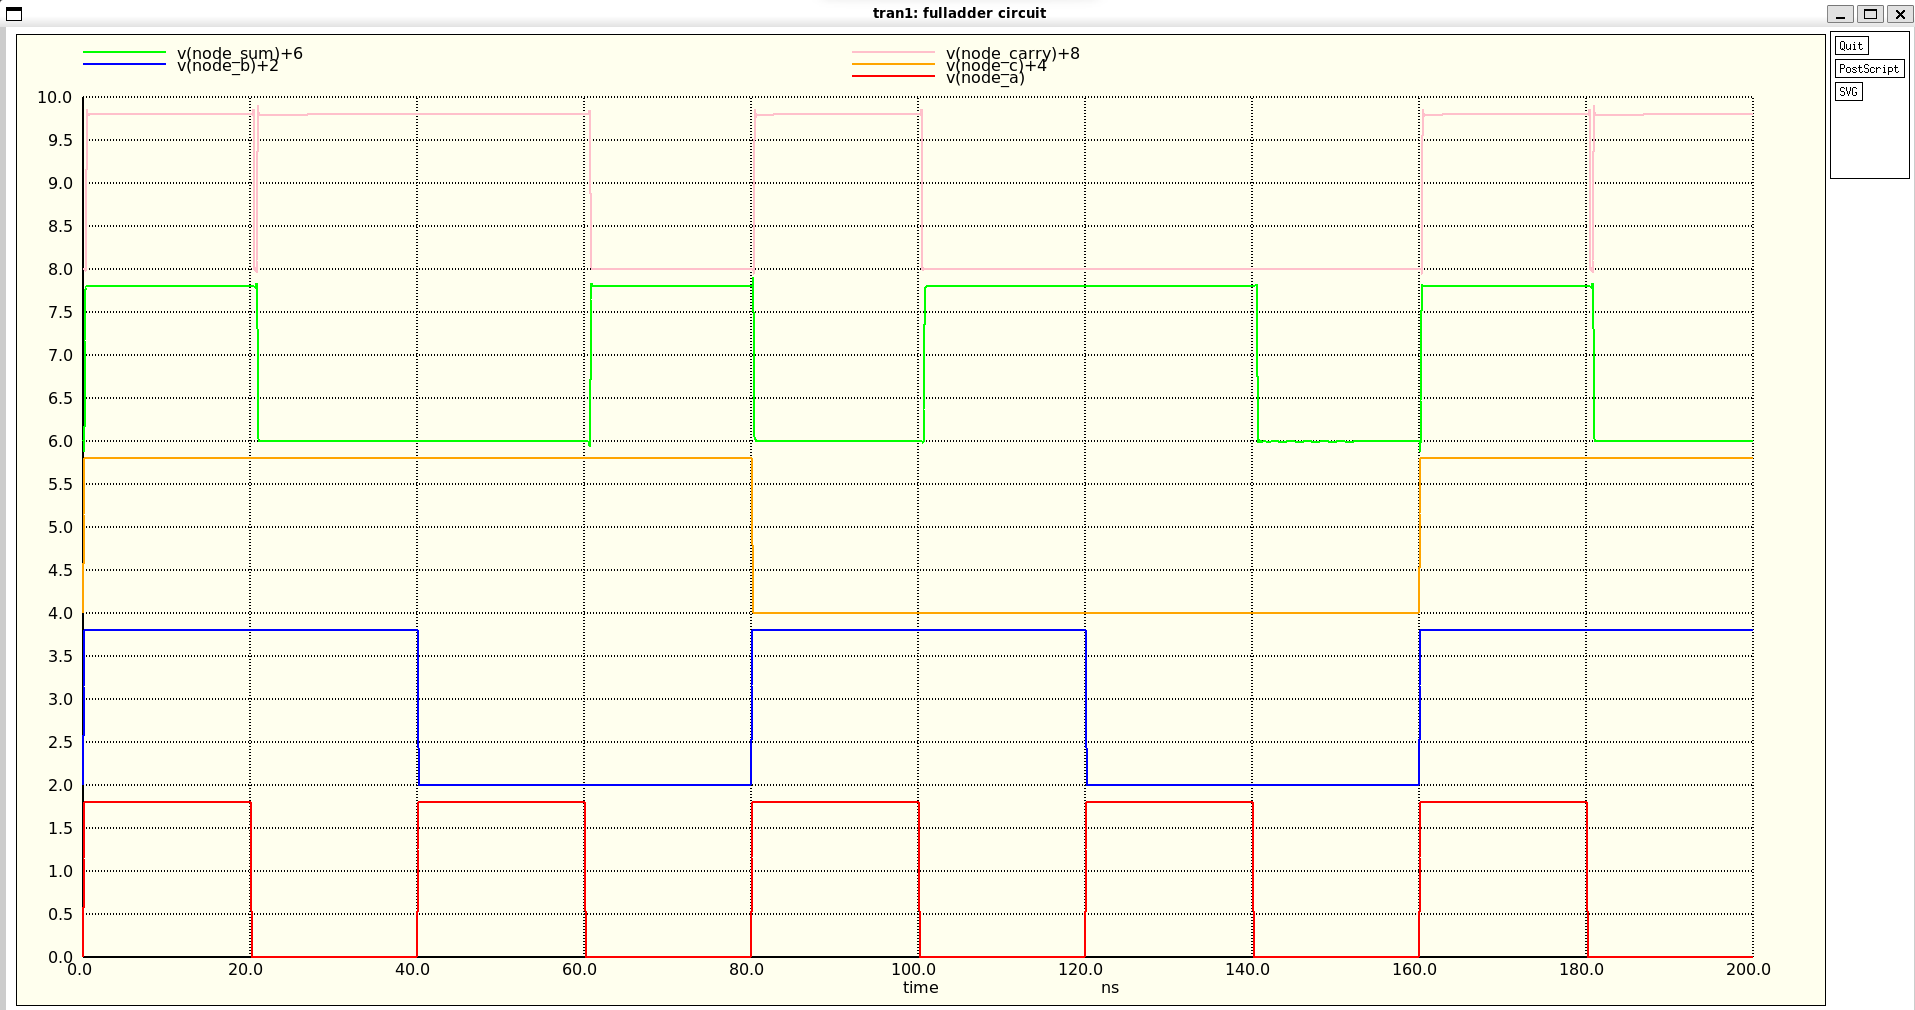 tran1: fulladder circuit
Quit
PostScript
SVG
v(node_sum)+6
v(node_carry)+8
v(node_b)+2
v(node_c)+4
v(node_a)
10.0
9.5
9.0
8.5
8.0
7.5
7.0
6.5
6.0
5.5
5.0
4.5
4.0
3.5
3.0
2.5
2.0
1.5
1.0
0.5
0.0
0.0 20.0 40.0 60.0 80.0 100.0 120.0 140.0 160.0 180.0 200.0
time ns